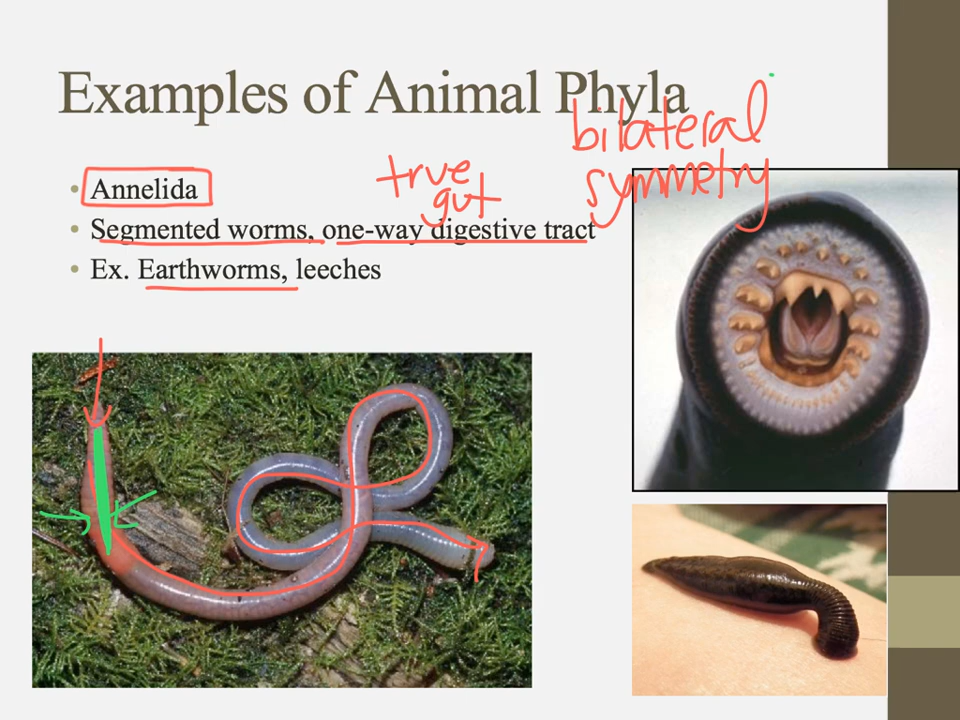 Examples of Animal Phyla
bilateral
symmetry
true
gut
• Annelida
• Segmented worms, one-way digestive tract
• Ex. Earthworms, leeches